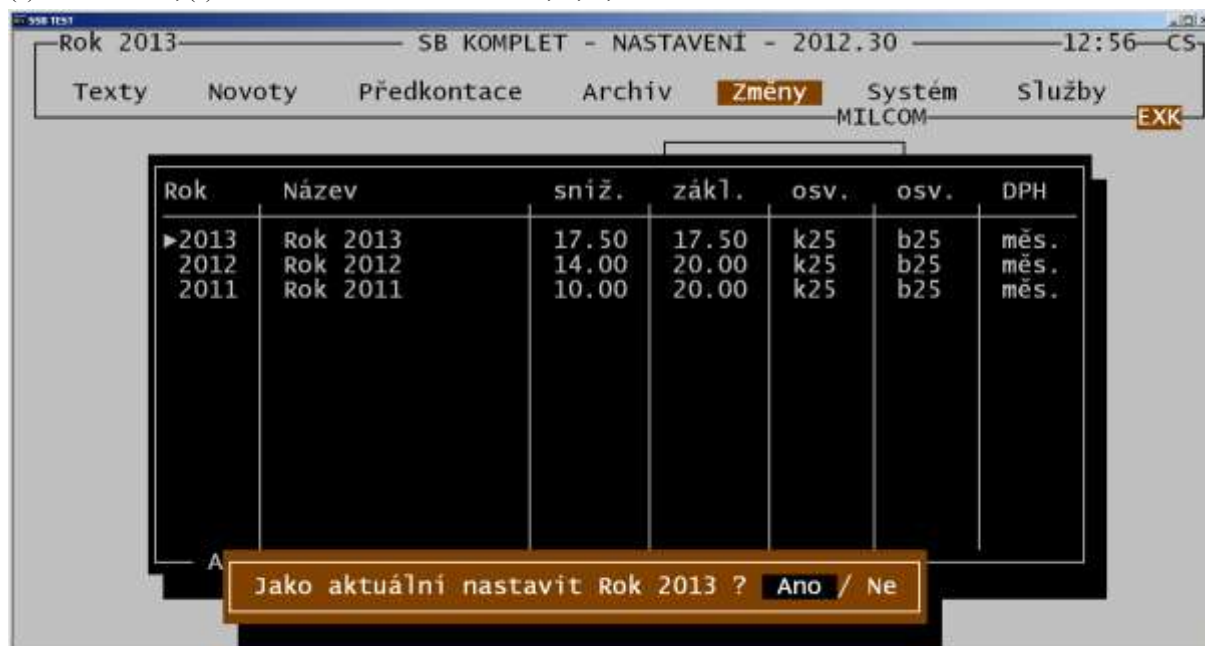 SSB TEST
Rok 2013 SB KOMPLET - NASTAVENÍ - 2012.30 12:56 CS
Texty Novoty Předkontace Archiv Změny Systém Služby
MILCOM EXK
Rok Název sníž. zákl. osv. osv. DPH
►2013 Rok 2013 17.50 17.50 k25 b25 měs.
2012 Rok 2012 14.00 20.00 k25 b25 měs.
2011 Rok 2011 10.00 20.00 k25 b25 měs.
A
Jako aktuální nastavit Rok 2013 ? Ano / Ne